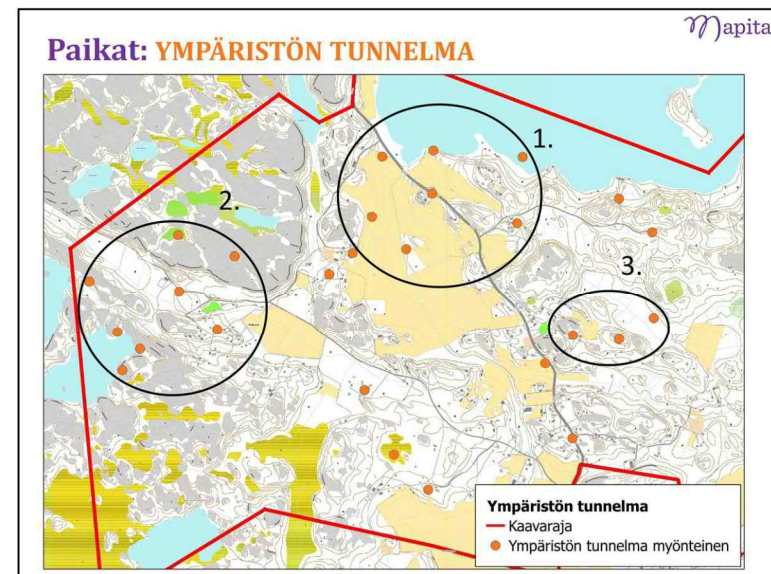 Mapita
Paikat: YMPÄRISTÖN TUNNELMA
1.
2.
3.
Ympäristön tunnelma
Kaavaraja
Ympäristön tunnelma myönteinen